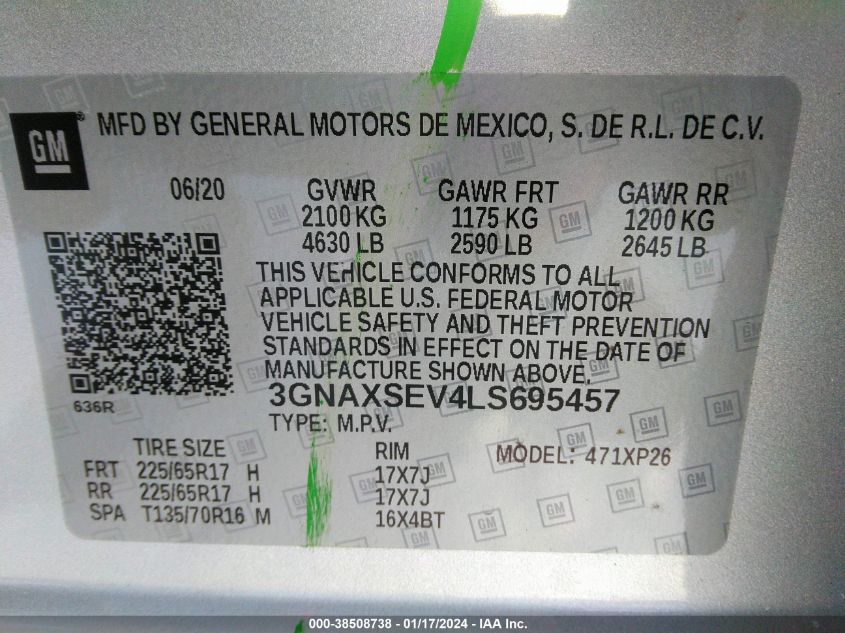 GM ® MFD BY GENERAL MOTORS DE MEXICO, S. DE R.L. DE C.V.
06/20 GVWR GAWR FRT GAWR RR
2100 KG 1175 KG 1200 KG
4630 LB 2590 LB 2645 LB
THIS VEHICLE CONFORMS TO ALL
APPLICABLE U.S. FEDERAL MOTOR
VEHICLE SAFETY AND THEFT PREVENTION
STANDARDS IN EFFECT ON THE DATE OF
MANUFACTURE SHOWN ABOVE.
636R 3GNAXSEV4LS695457
TYPE: M.P.V.
TIRE SIZE RIM MODEL: 471XP26
FRT 225/65R17 H 17X7J
RR 225/65R17 H 17X7J
SPA T135/70R16 M 16X4BT
000-38508738 - 01/17/2024 - IAA Inc.